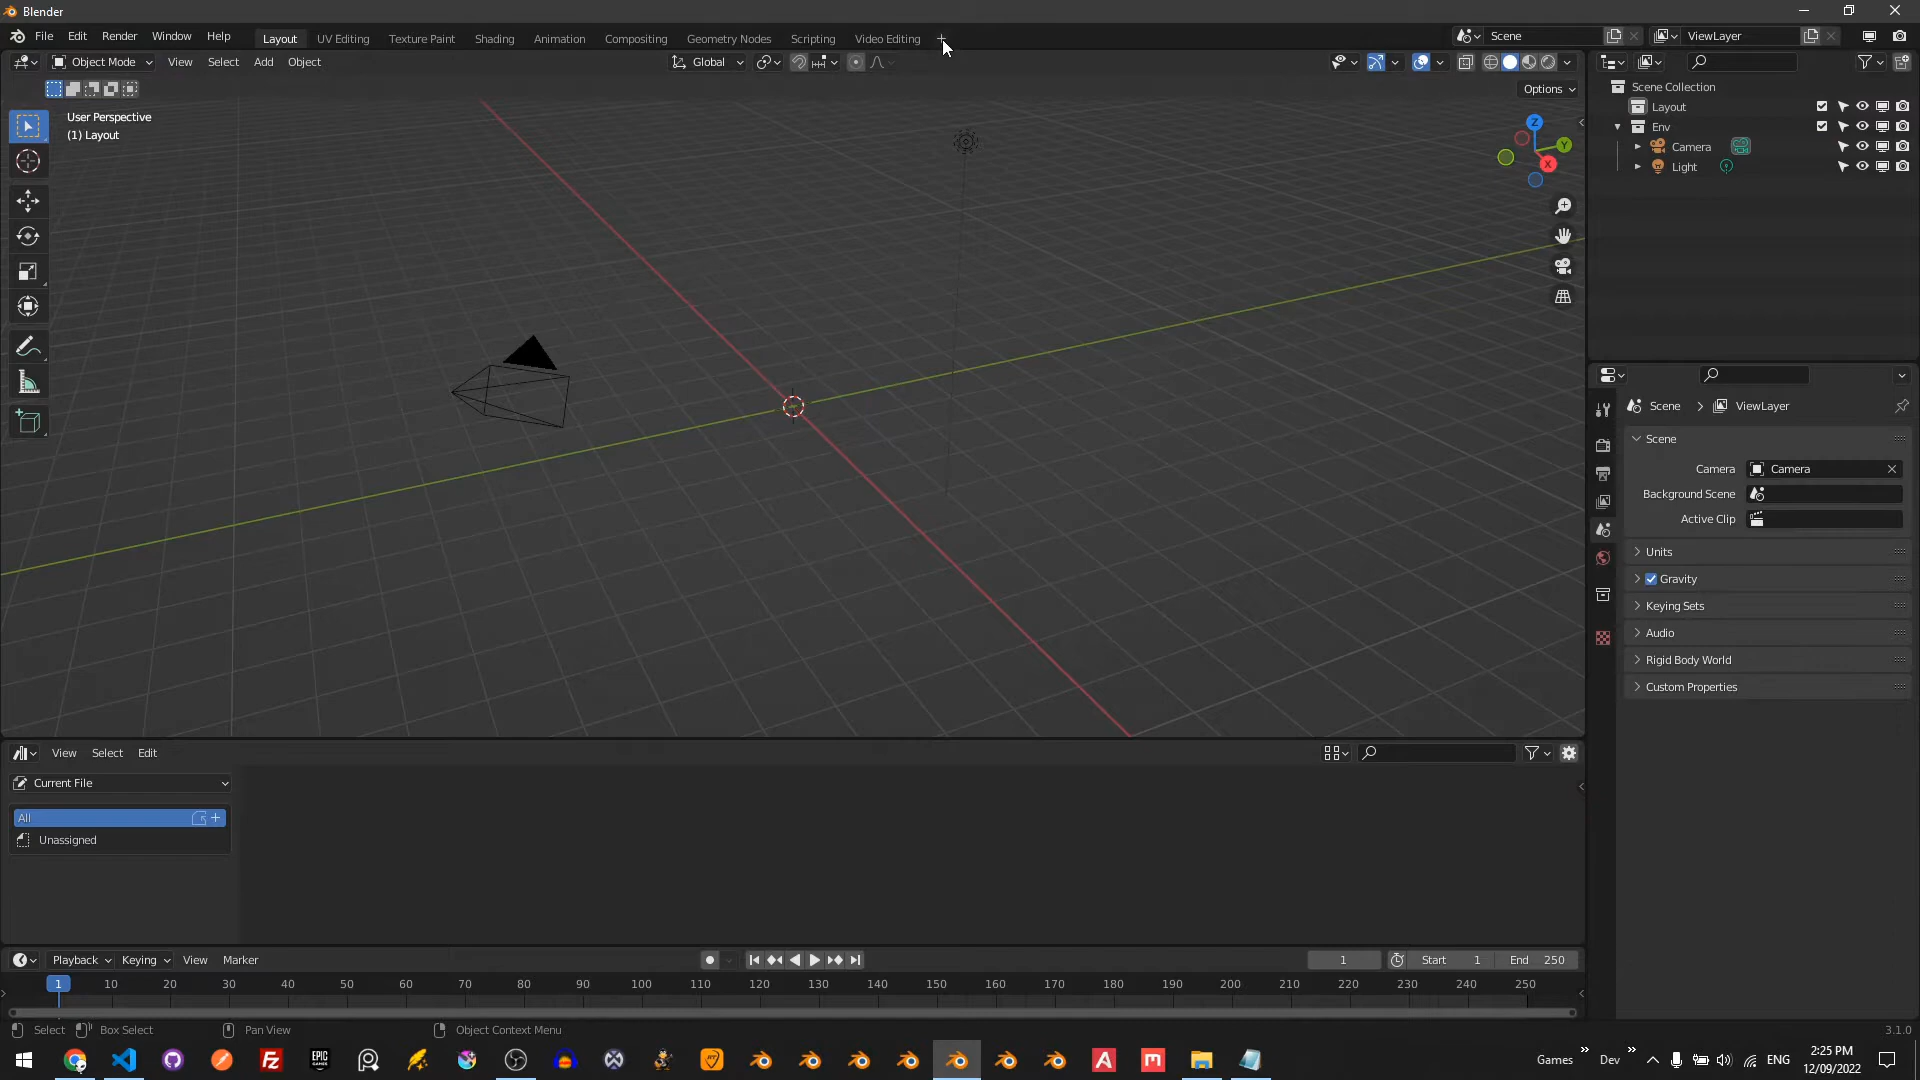 Blender
File Edit Render Window Help Layout UV Editing Texture Paint Shading Animation Compositing Geometry Nodes Scripting Video Editing + Scene ViewLayer
Object Mode View Select Add Object Global
Options
User Perspective
(1) Layout
Z
Y
X
Scene Collection
Layout
Env
Camera
Light
Scene > ViewLayer
Scene
Camera Camera
Background Scene
Active Clip
Units
Gravity
Keying Sets
Audio
Rigid Body World
Custom Properties
View Select Edit
Current File
All
Unassigned
Playback Keying View Marker 1 Start 1 End 250
1 10 20 30 40 50 60 70 80 90 100 110 120 130 140 150 160 170 180 190 200 210 220 230 240 250
Select Box Select Pan View Object Context Menu 3.1.0
EPIC GAMES
Fz
A
m
Games Dev ENG 2:25 PM
12/09/2022